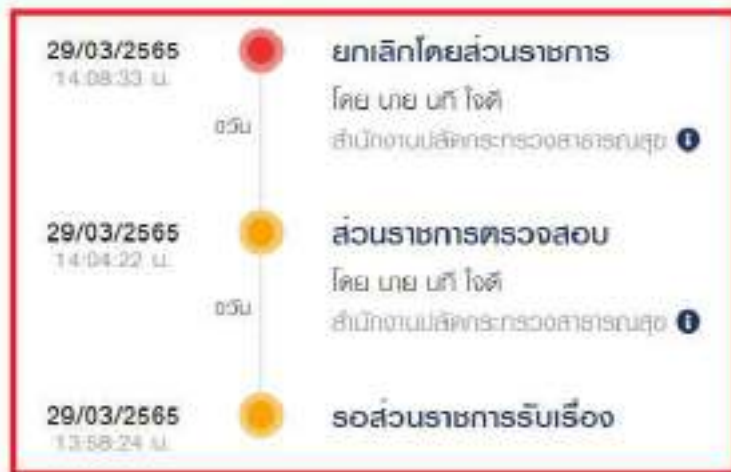 29/03/2565 ยกเลิกโดยส่วนราชการ
14:08:33 น.
โดย นาย นที ใจดี
0วัน สำนักงานปลัดกระทรวงสาธารณสุข
29/03/2565 ส่วนราชการตรวจสอบ
14:04:22 น.
โดย นาย นที ใจดี
0วัน สำนักงานปลัดกระทรวงสาธารณสุข
29/03/2565 รอส่วนราชการรับเรื่อง
13:58:24 น.